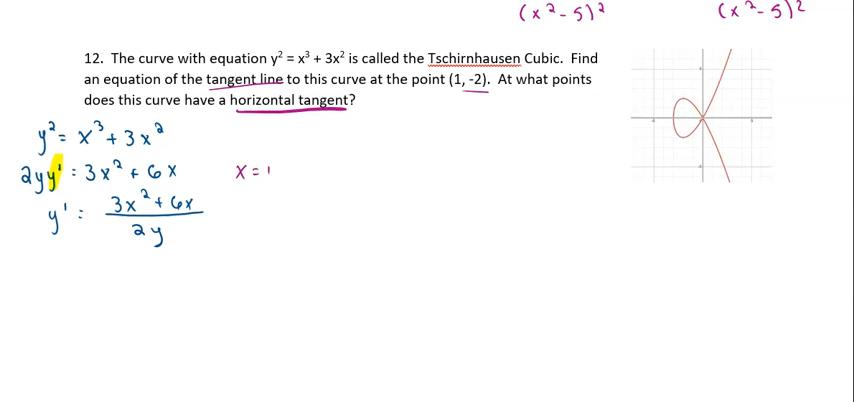 (x² - 5)² (x² - 5)²
12. The curve with equation y² = x³ + 3x² is called the Tschirnhausen Cubic. Find
an equation of the tangent line to this curve at the point (1, -2). At what points
does this curve have a horizontal tangent?
y² = x³ + 3x²
2yy' = 3x² + 6x x = 1
y' = 3x² + 6x
2y